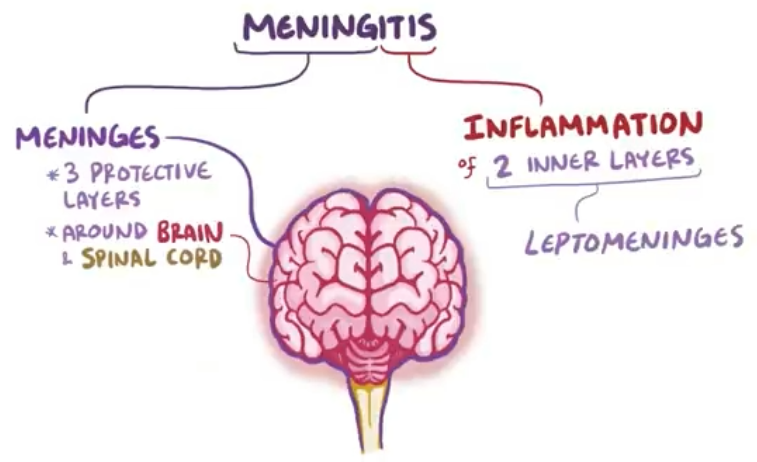 MENINGITIS
MENINGES
* 3 PROTECTIVE
LAYERS
* AROUND BRAIN
& SPINAL CORD
INFLAMMATION
of 2 INNER LAYERS
LEPTOMENINGES